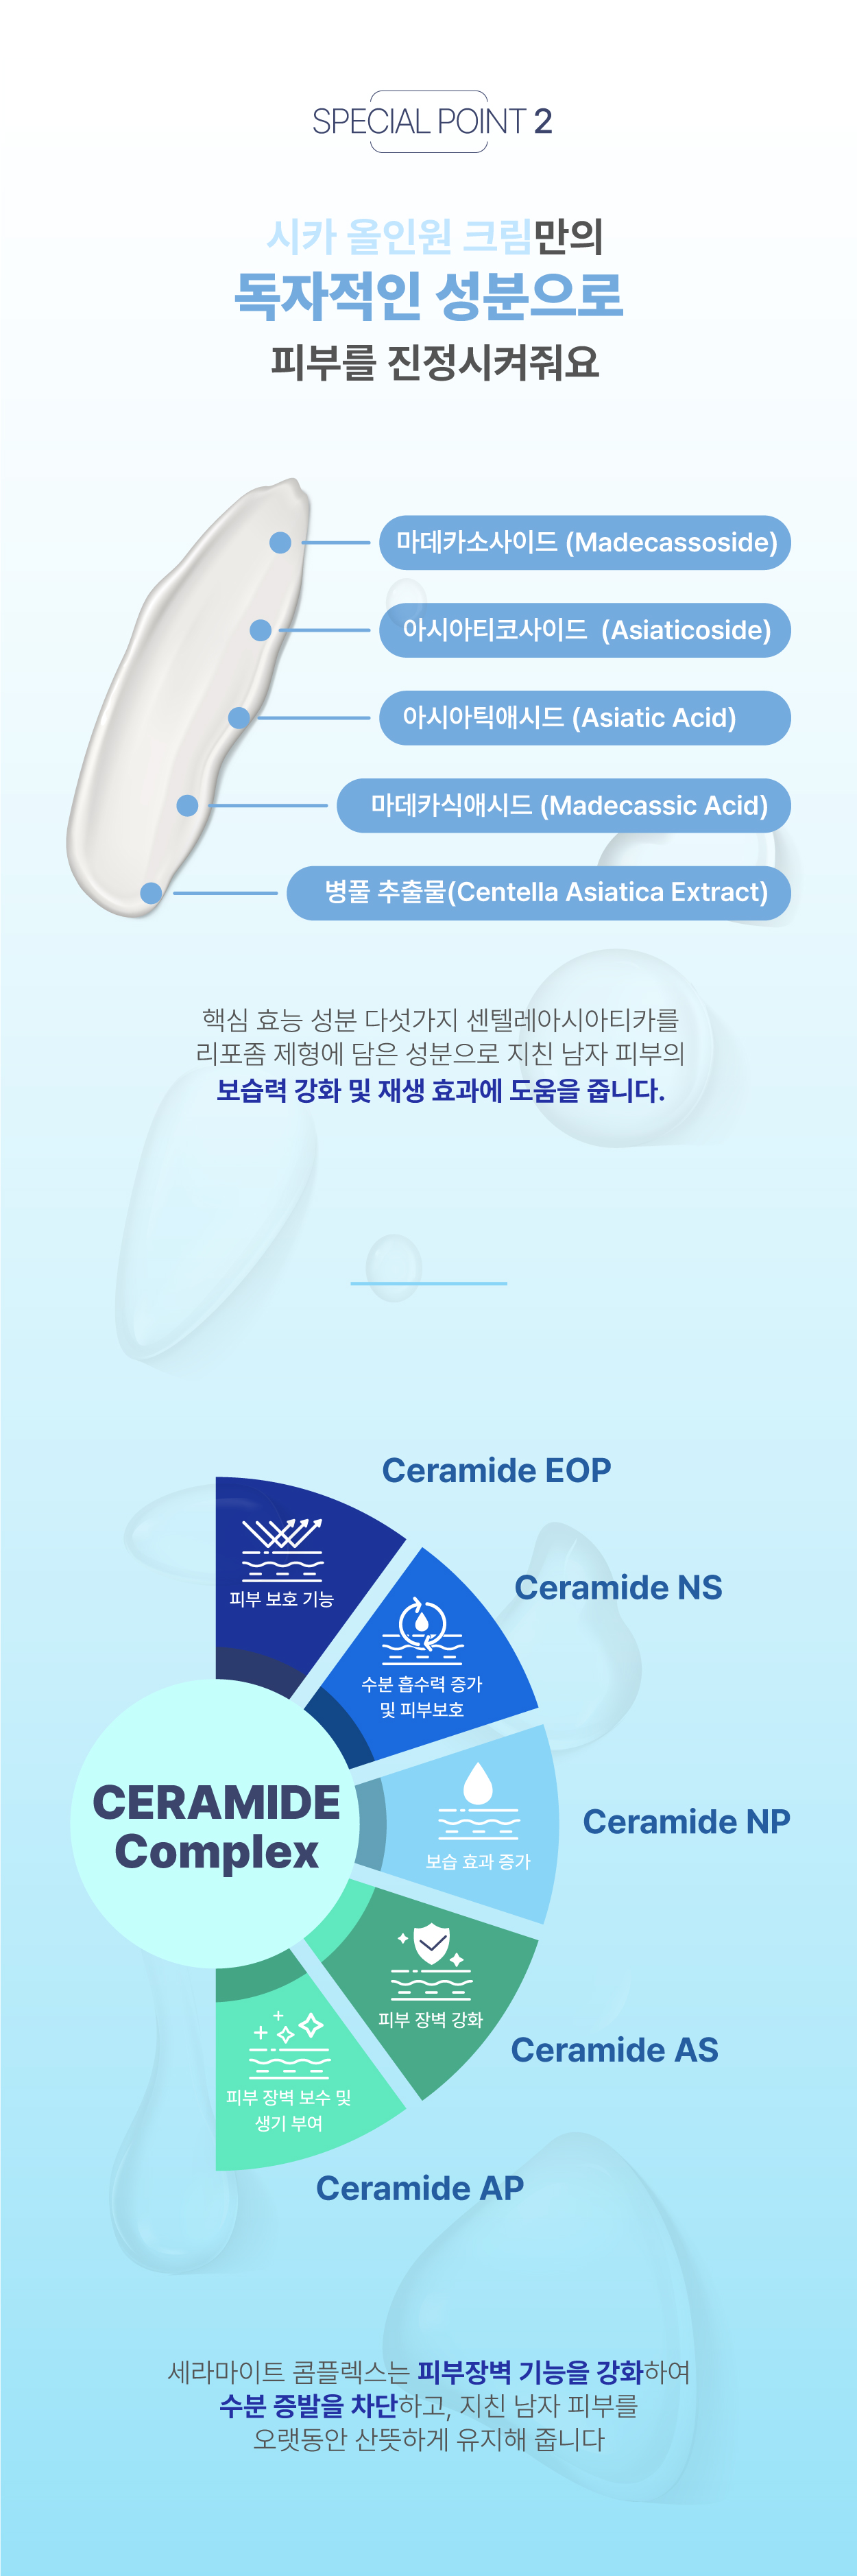 SPECIAL POINT 2
시카 올인원 크림만의
독자적인 성분으로
피부를 진정시켜줘요
마데카소사이드 (Madecassoside)
아시아티코사이드 (Asiaticoside)
아시아틱애시드 (Asiatic Acid)
마데카식애시드 (Madecassic Acid)
병풀 추출물(Centella Asiatica Extract)
핵심 효능 성분 다섯가지 센텔레아시아티카를
리포좀 제형에 담은 성분으로 지친 남자 피부의
보습력 강화 및 재생 효과에 도움을 줍니다.
Ceramide EOP
피부 보호 기능
Ceramide NS
수분 흡수력 증가
및 피부보호
CERAMIDE
Complex
Ceramide NP
보습 효과 증가
피부 장벽 강화
Ceramide AS
피부 장벽 보수 및
생기 부여
Ceramide AP
세라마이트 콤플렉스는 피부장벽 기능을 강화하여
수분 증발을 차단하고, 지친 남자 피부를
오랫동안 산뜻하게 유지해 줍니다